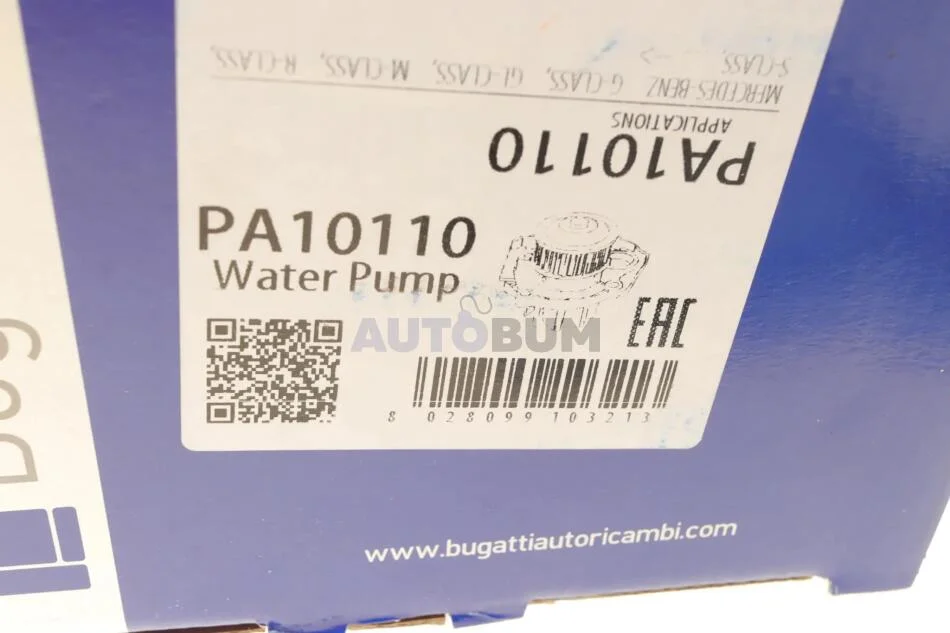 S-CLASS,
MERCEDES-BENZ G-CLASS, GL-CLASS, M-CLASS, R-CLASS,
APPLICATIONS
PA10110
PA10110
Water Pump
EAC
AUTOBUM
8 028099 103213
www.bugattiautoricambi.com